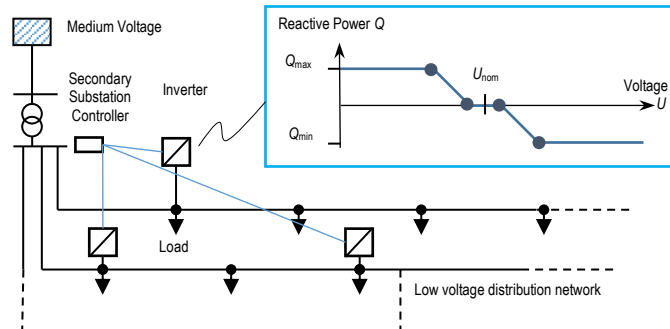 Medium Voltage
Secondary
Substation
Controller
Inverter
Reactive Power Q
Qmax
Unom
Voltage
U
Qmin
Load
Low voltage distribution network